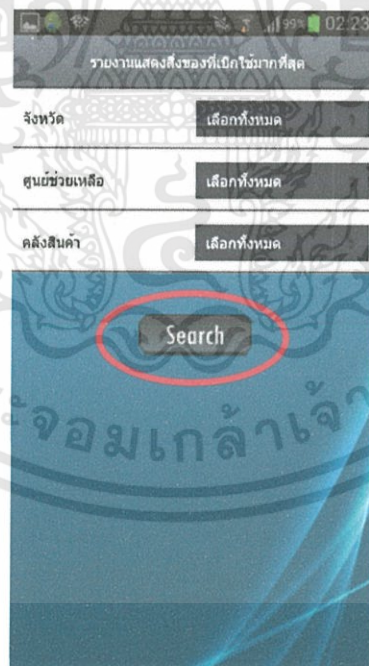 99% 02:23
รายงานแสดงสิ่งของที่เบิกใช้มากที่สุด
จังหวัด เลือกทั้งหมด
ศูนย์ช่วยเหลือ เลือกทั้งหมด
คลังสินค้า เลือกทั้งหมด
Search
ะจอมเกล้าเจ้า